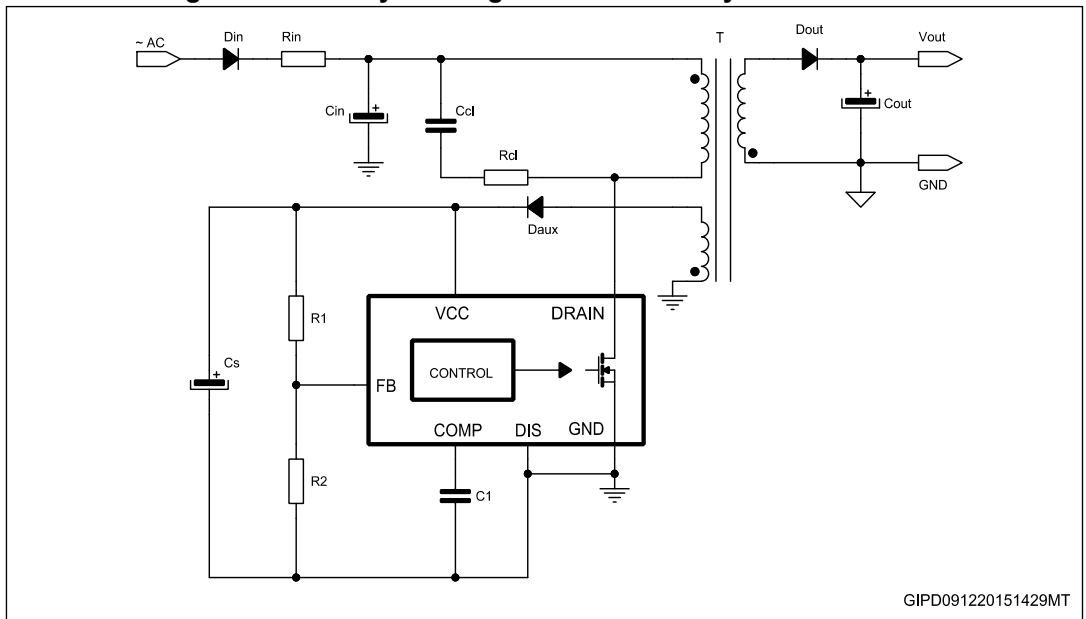 ~ AC
Din
Rin
T
Dout
Vout
Cin
+
Ccl
+
Cout
Rcl
GND
Daux
R1
VCC
DRAIN
Cs
+
CONTROL
FB
COMP
DIS
GND
R2
C1
GIPD091220151429MT